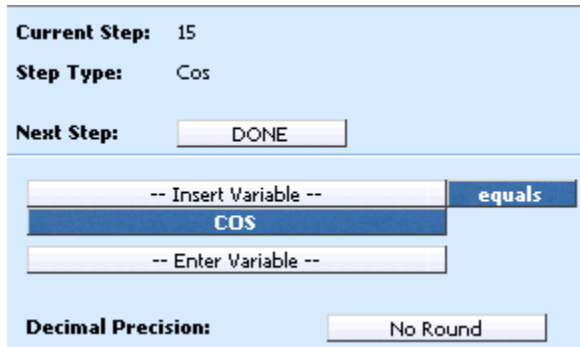 Current Step: 15
Step Type: Cos
Next Step: DONE
-- Insert Variable -- equals
COS
-- Enter Variable --
Decimal Precision: No Round